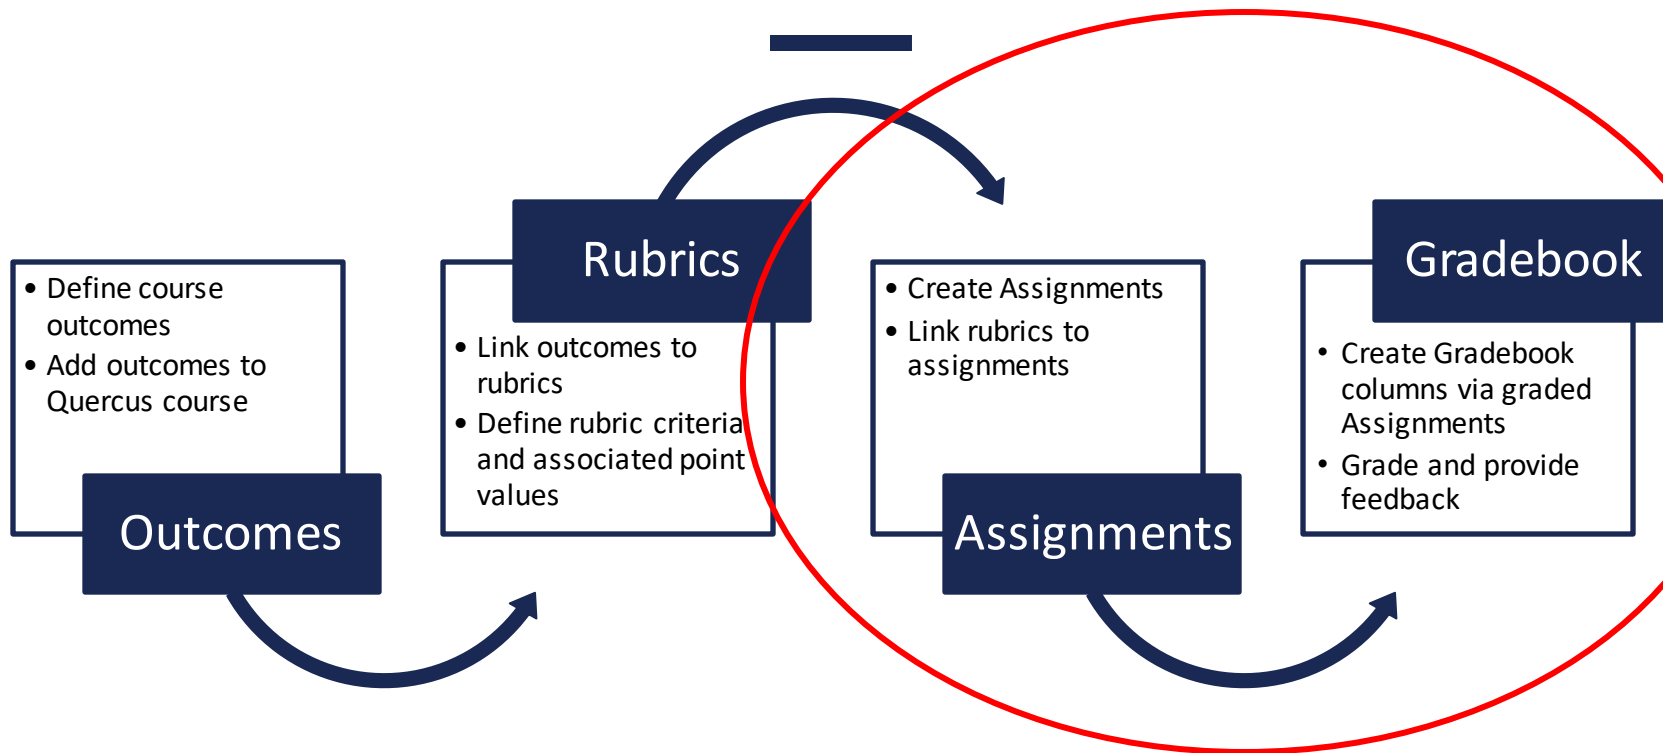 • Define course
outcomes
• Add outcomes to
Quercus course
Outcomes
Rubrics
• Link outcomes to
rubrics
• Define rubric criteria
and associated point
values
• Create Assignments
• Link rubrics to
assignments
Assignments
Gradebook
• Create Gradebook
columns via graded
Assignments
• Grade and provide
feedback